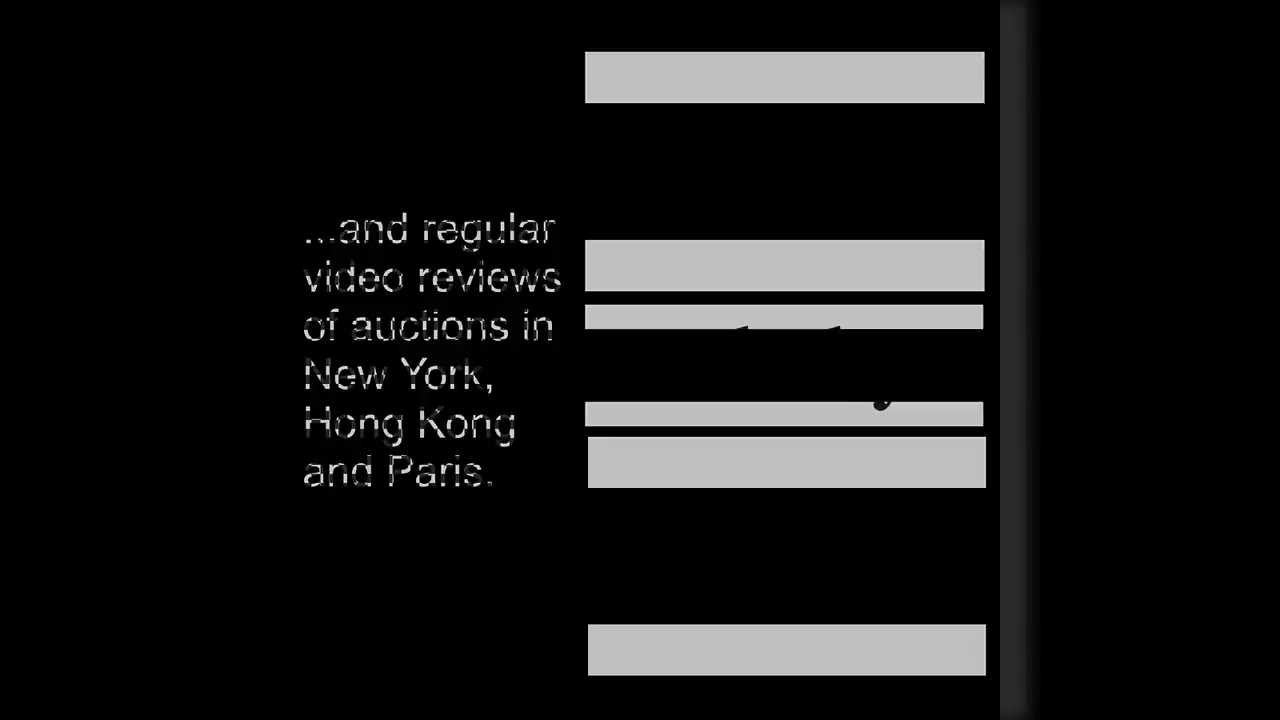 ...and regular
video reviews
of auctions in
New York,
Hong Kong
and Paris.